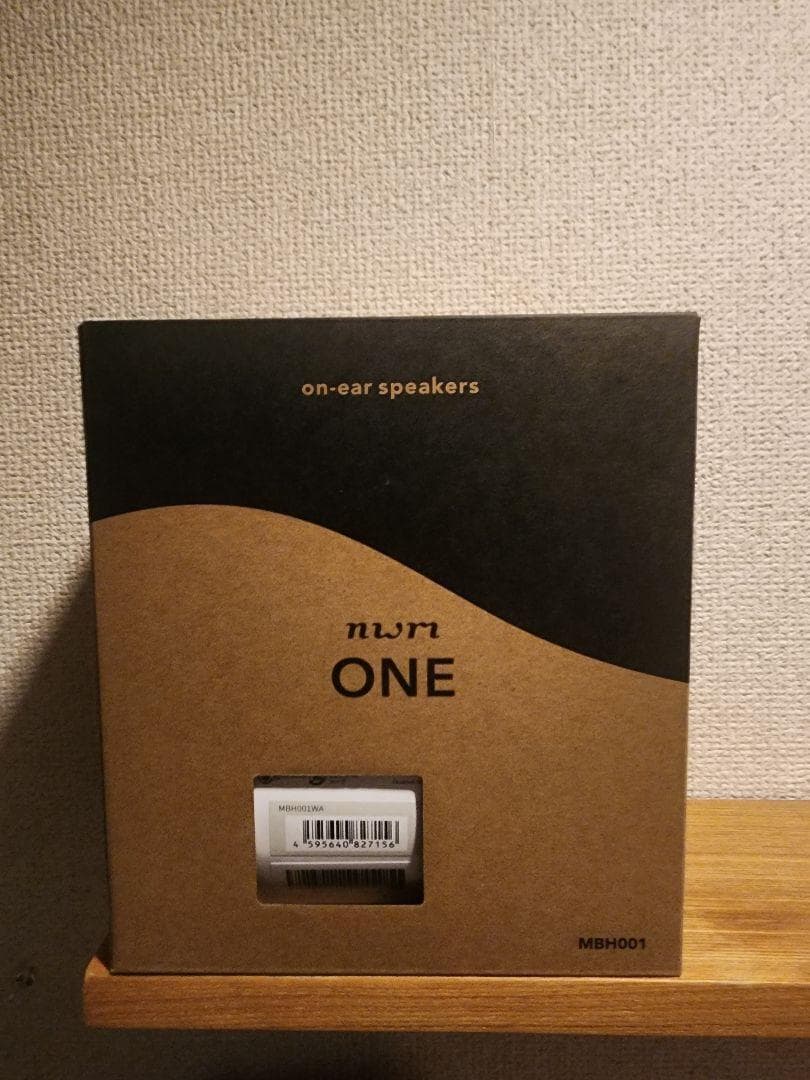 on-ear speakers
nwm
ONE
MBH001WA
4 595640 827156
MBH001